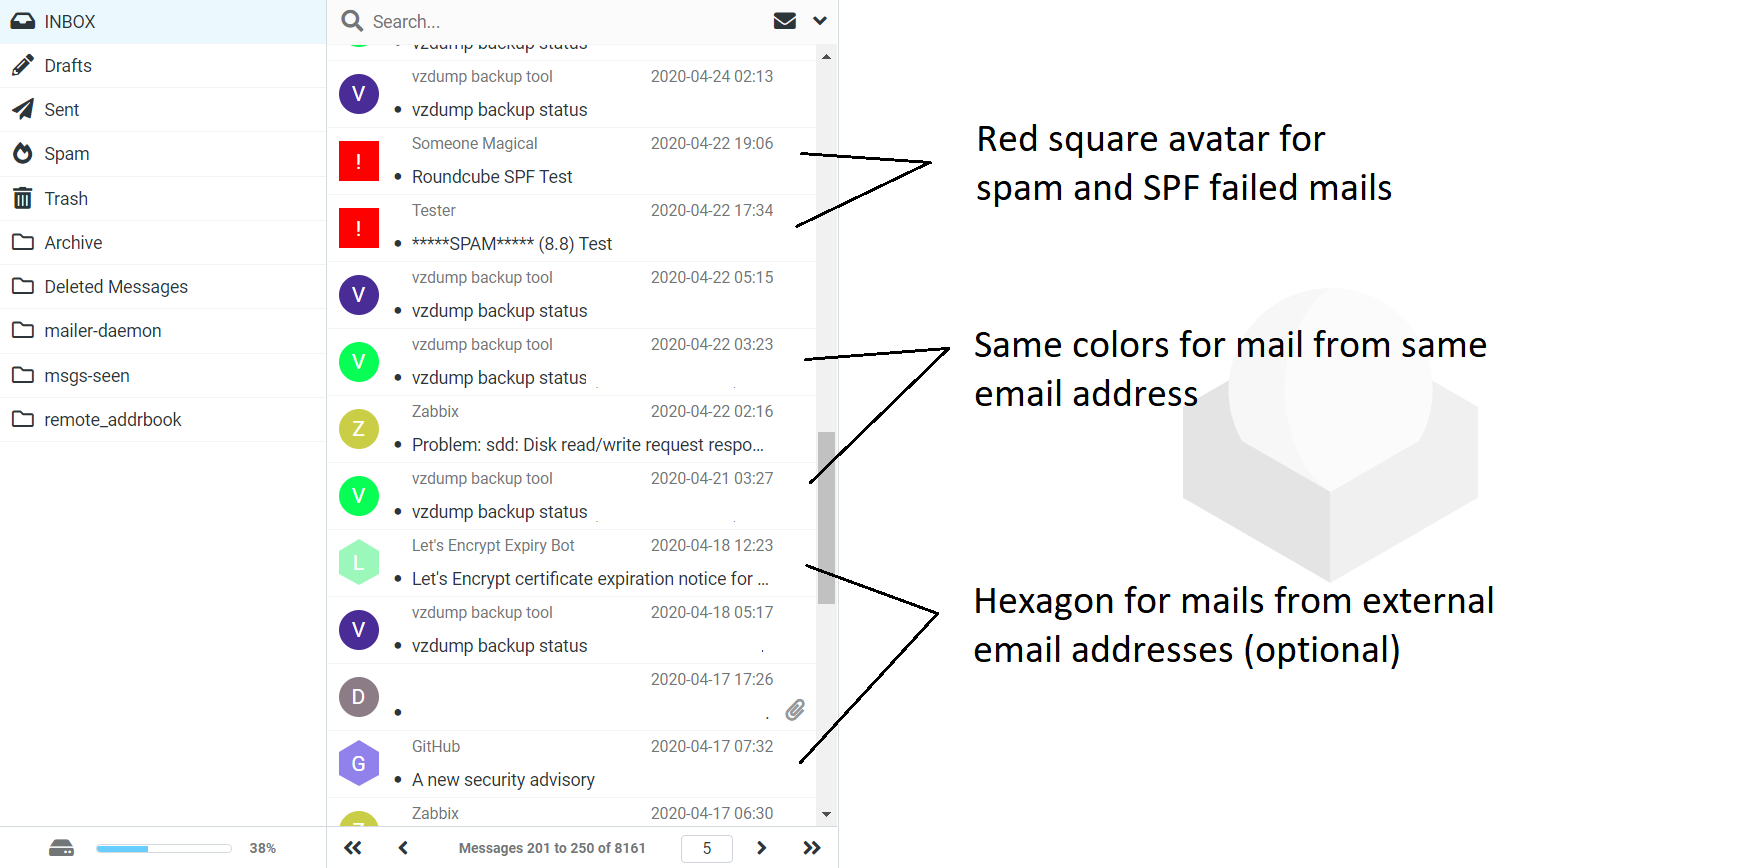 INBOX
Drafts
Sent
Spam
Trash
Archive
Deleted Messages
mailer-daemon
msgs-seen
remote_addrbook
38%
Search...
vzdump backup status
V
vzdump backup tool 2020-04-24 02:13
• vzdump backup status
!
Someone Magical 2020-04-22 19:06
• Roundcube SPF Test
!
Tester 2020-04-22 17:34
• *****SPAM***** (8.8) Test
V
vzdump backup tool 2020-04-22 05:15
• vzdump backup status
V
vzdump backup tool 2020-04-22 03:23
• vzdump backup status
Z
Zabbix 2020-04-22 02:16
• Problem: sdd: Disk read/write request respo...
V
vzdump backup tool 2020-04-21 03:27
• vzdump backup status
L
Let's Encrypt Expiry Bot 2020-04-18 12:23
• Let's Encrypt certificate expiration notice for ...
V
vzdump backup tool 2020-04-18 05:17
• vzdump backup status
D
2020-04-17 17:26
•
G
GitHub 2020-04-17 07:32
• A new security advisory
Z
Zabbix 2020-04-17 06:30
Messages 201 to 250 of 8161
5
Red square avatar for
spam and SPF failed mails
Same colors for mail from same
email address
Hexagon for mails from external
email addresses (optional)